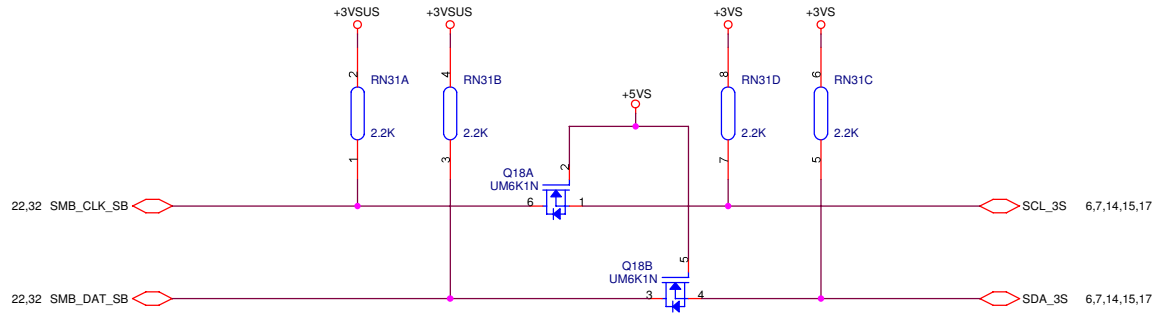 +3VSUS +3VSUS +3VS +3VS
2 RN31A 4 RN31B 8 RN31D 6 RN31C
+5VS
2.2K 2.2K 2.2K 2.2K
1 3 7 5
Q18A 2
UM6K1N
22,32 SMB_CLK_SB 6 1 SCL_3S 6,7,14,15,17
Q18B 5
UM6K1N
22,32 SMB_DAT_SB 3 4 SDA_3S 6,7,14,15,17